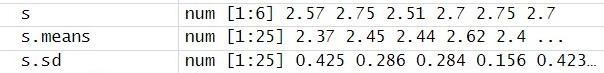 s num [1:6] 2.57 2.75 2.51 2.7 2.75 2.7
s.means num [1:25] 2.37 2.45 2.44 2.62 2.4 ...
s.sd num [1:25] 0.425 0.286 0.284 0.156 0.423…